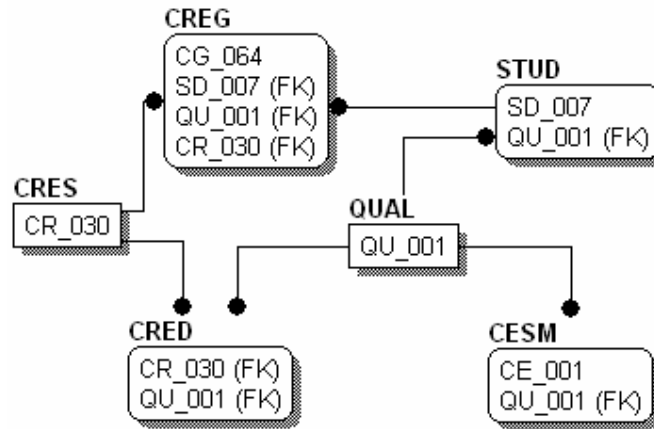 CREG
CG_064
SD_007 (FK)
QU_001 (FK)
CR_030 (FK)
STUD
SD_007
QU_001 (FK)
CRES
CR_030
QUAL
QU_001
CRED
CR_030 (FK)
QU_001 (FK)
CESM
CE_001
QU_001 (FK)